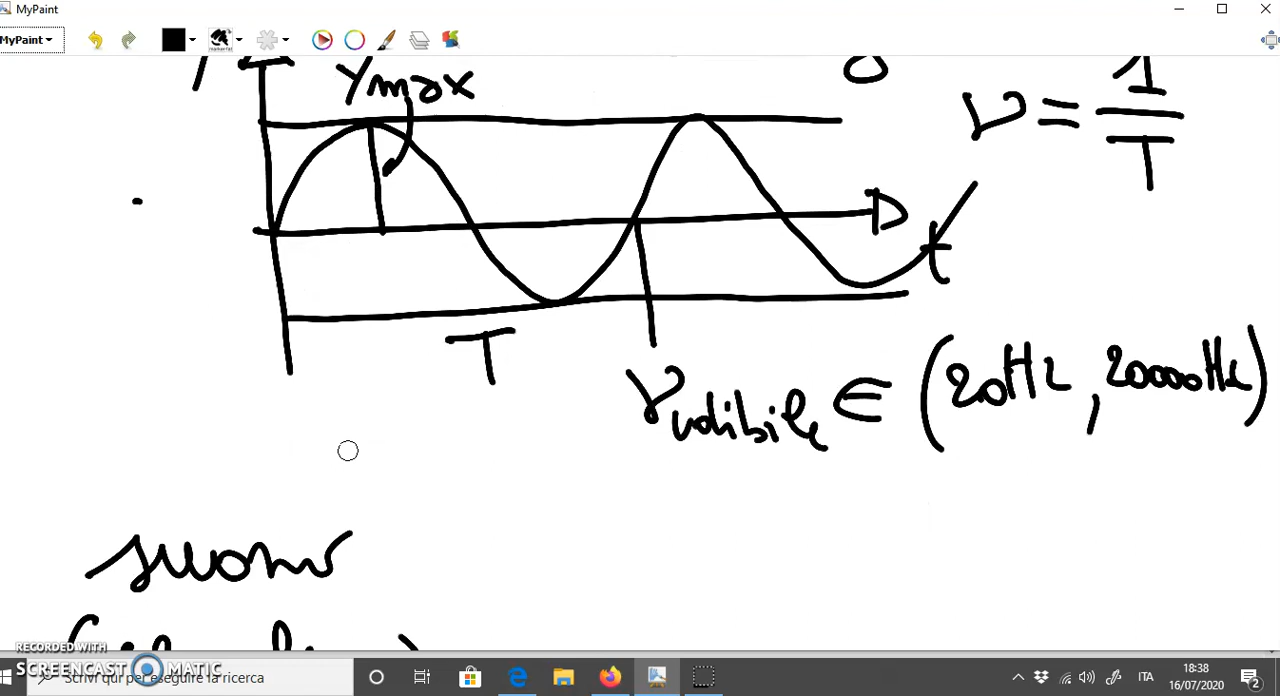 MyPaint
MyPaint
Ymax
ν = 1/T
t
T
νudibile ∈ (20Hz, 20000Hz)
suono
RECORDED WITH
SCREENCAST MATIC
Scrivi qui per eseguire la ricerca
ITA
18:38
16/07/2020
2